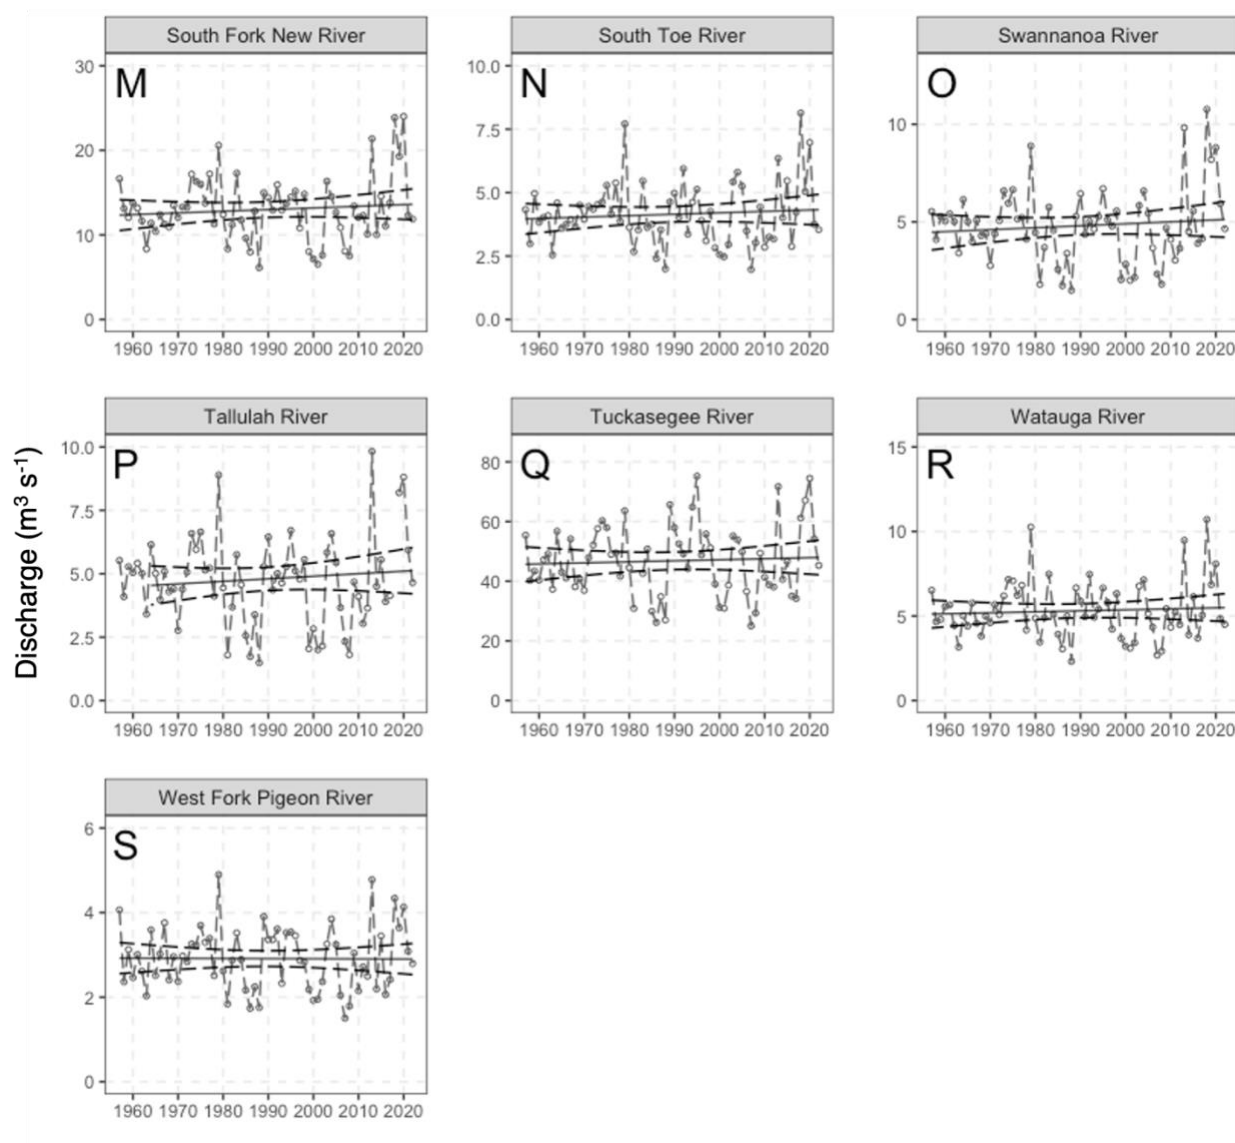 South Fork New River
South Toe River
Swannanoa River
M
N
O
30
20
10
0
10.0
7.5
5.0
2.5
0.0
10
5
0
1960 1970 1980 1990 2000 2010 2020
1960 1970 1980 1990 2000 2010 2020
1960 1970 1980 1990 2000 2010 2020
Discharge (m³ s⁻¹)
Tallulah River
Tuckasegee River
Watauga River
P
Q
R
10.0
7.5
5.0
2.5
0.0
80
60
40
20
0
15
10
5
0
1960 1970 1980 1990 2000 2010 2020
1960 1970 1980 1990 2000 2010 2020
1960 1970 1980 1990 2000 2010 2020
West Fork Pigeon River
S
6
4
2
0
1960 1970 1980 1990 2000 2010 2020